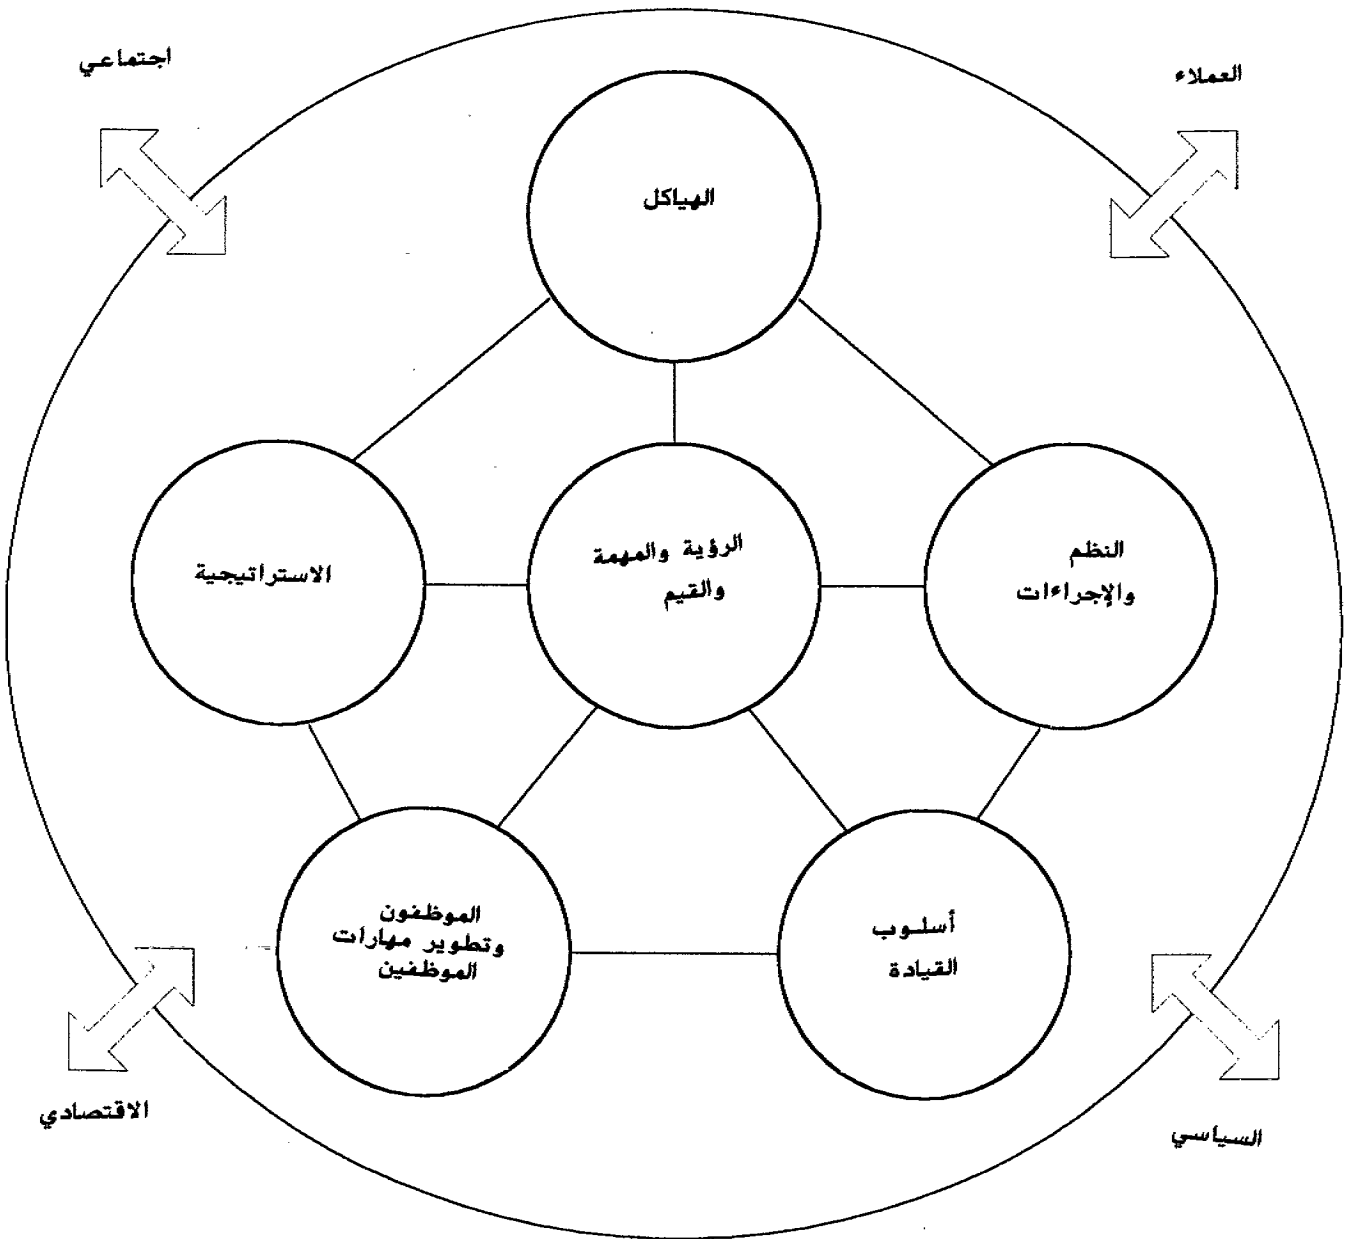 اجتماعي
العملاء
الهياكل
الاستراتيجية
الرؤية والمهمة
والقيم
النظم
والإجراءات
الموظفون
وتطوير مهارات
الموظفين
أسلوب
القيادة
الاقتصادي
السياسي